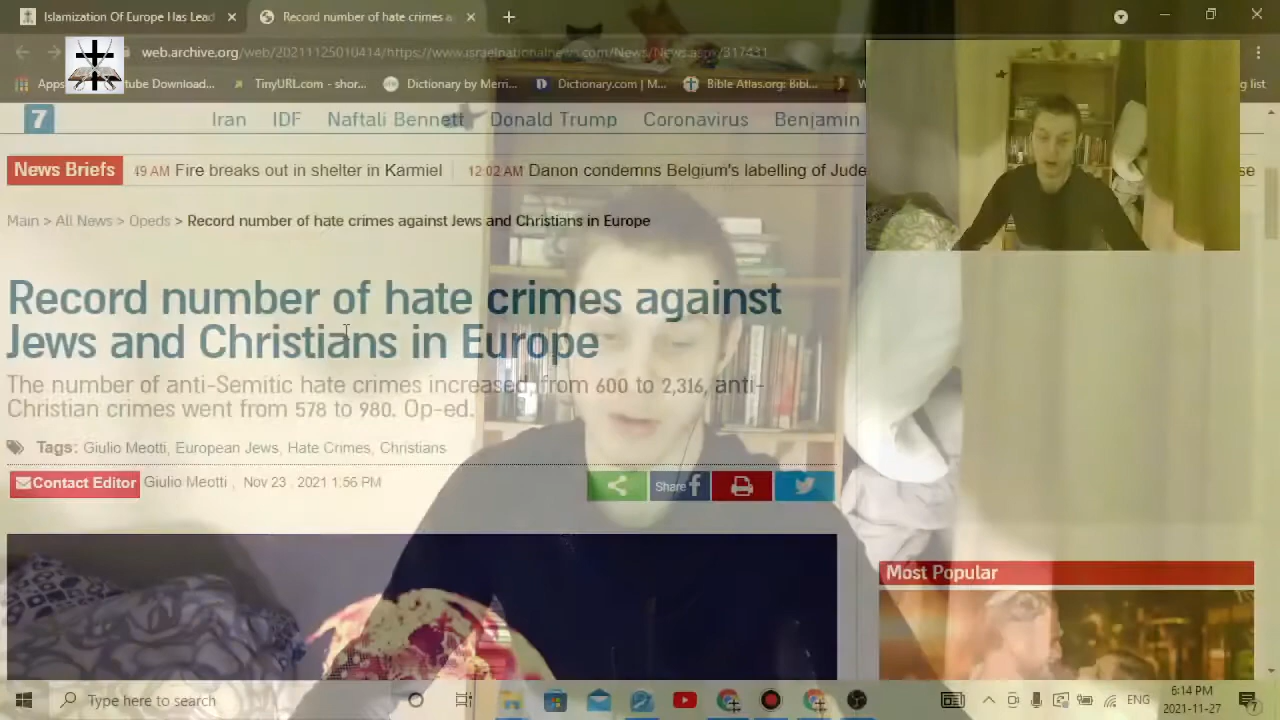 Islamization Of Europe Has Lead
Record number of hate crimes a
web.archive.org/web/20211125010414/https://www.israelnationalnews.com/News/News.aspx/317431
Apps
tube Download...
TinyURL.com - shor...
Dictionary by Merri...
Dictionary.com | M...
Bible Atlas.org: Bibl...
W
g list
7
Iran IDF Naftali Bennett Donald Trump Coronavirus Benjamin
News Briefs
49 AM Fire breaks out in shelter in Karmiel 12:02 AM Danon condemns Belgium's labelling of Jude
se
Main > All News > Opeds > Record number of hate crimes against Jews and Christians in Europe
Record number of hate crimes against
Jews and Christians in Europe
The number of anti-Semitic hate crimes increased, from 600 to 2,316, anti-
Christian crimes went from 578 to 980. Op-ed.
Tags: Giulio Meotti, European Jews, Hate Crimes, Christians
Contact Editor Giulio Meotti , Nov 23 , 2021 1:56 PM
Share
Most Popular
Type here to search
ENG
6:14 PM
2021-11-27
7